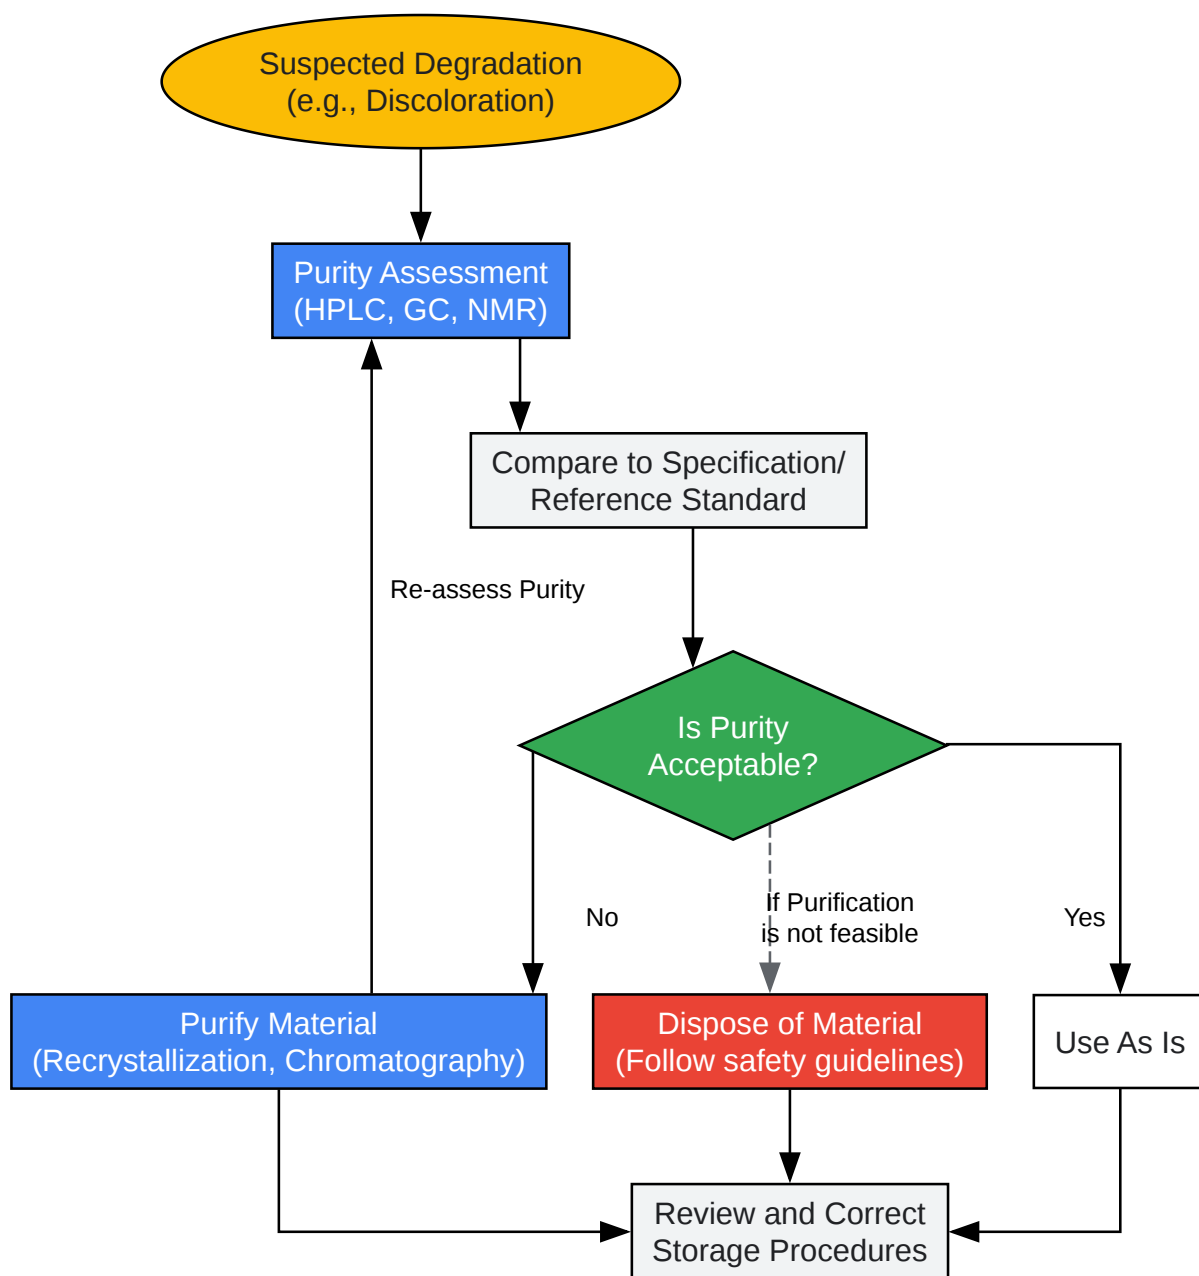 Suspected Degradation
(e.g., Discoloration)
Purity Assessment
(HPLC, GC, NMR)
Compare to Specification/
Reference Standard
Re-assess Purity
Is Purity
Acceptable?
No
If Purification
is not feasible
Yes
Purify Material
(Recrystallization, Chromatography)
Dispose of Material
(Follow safety guidelines)
Use As Is
Review and Correct
Storage Procedures